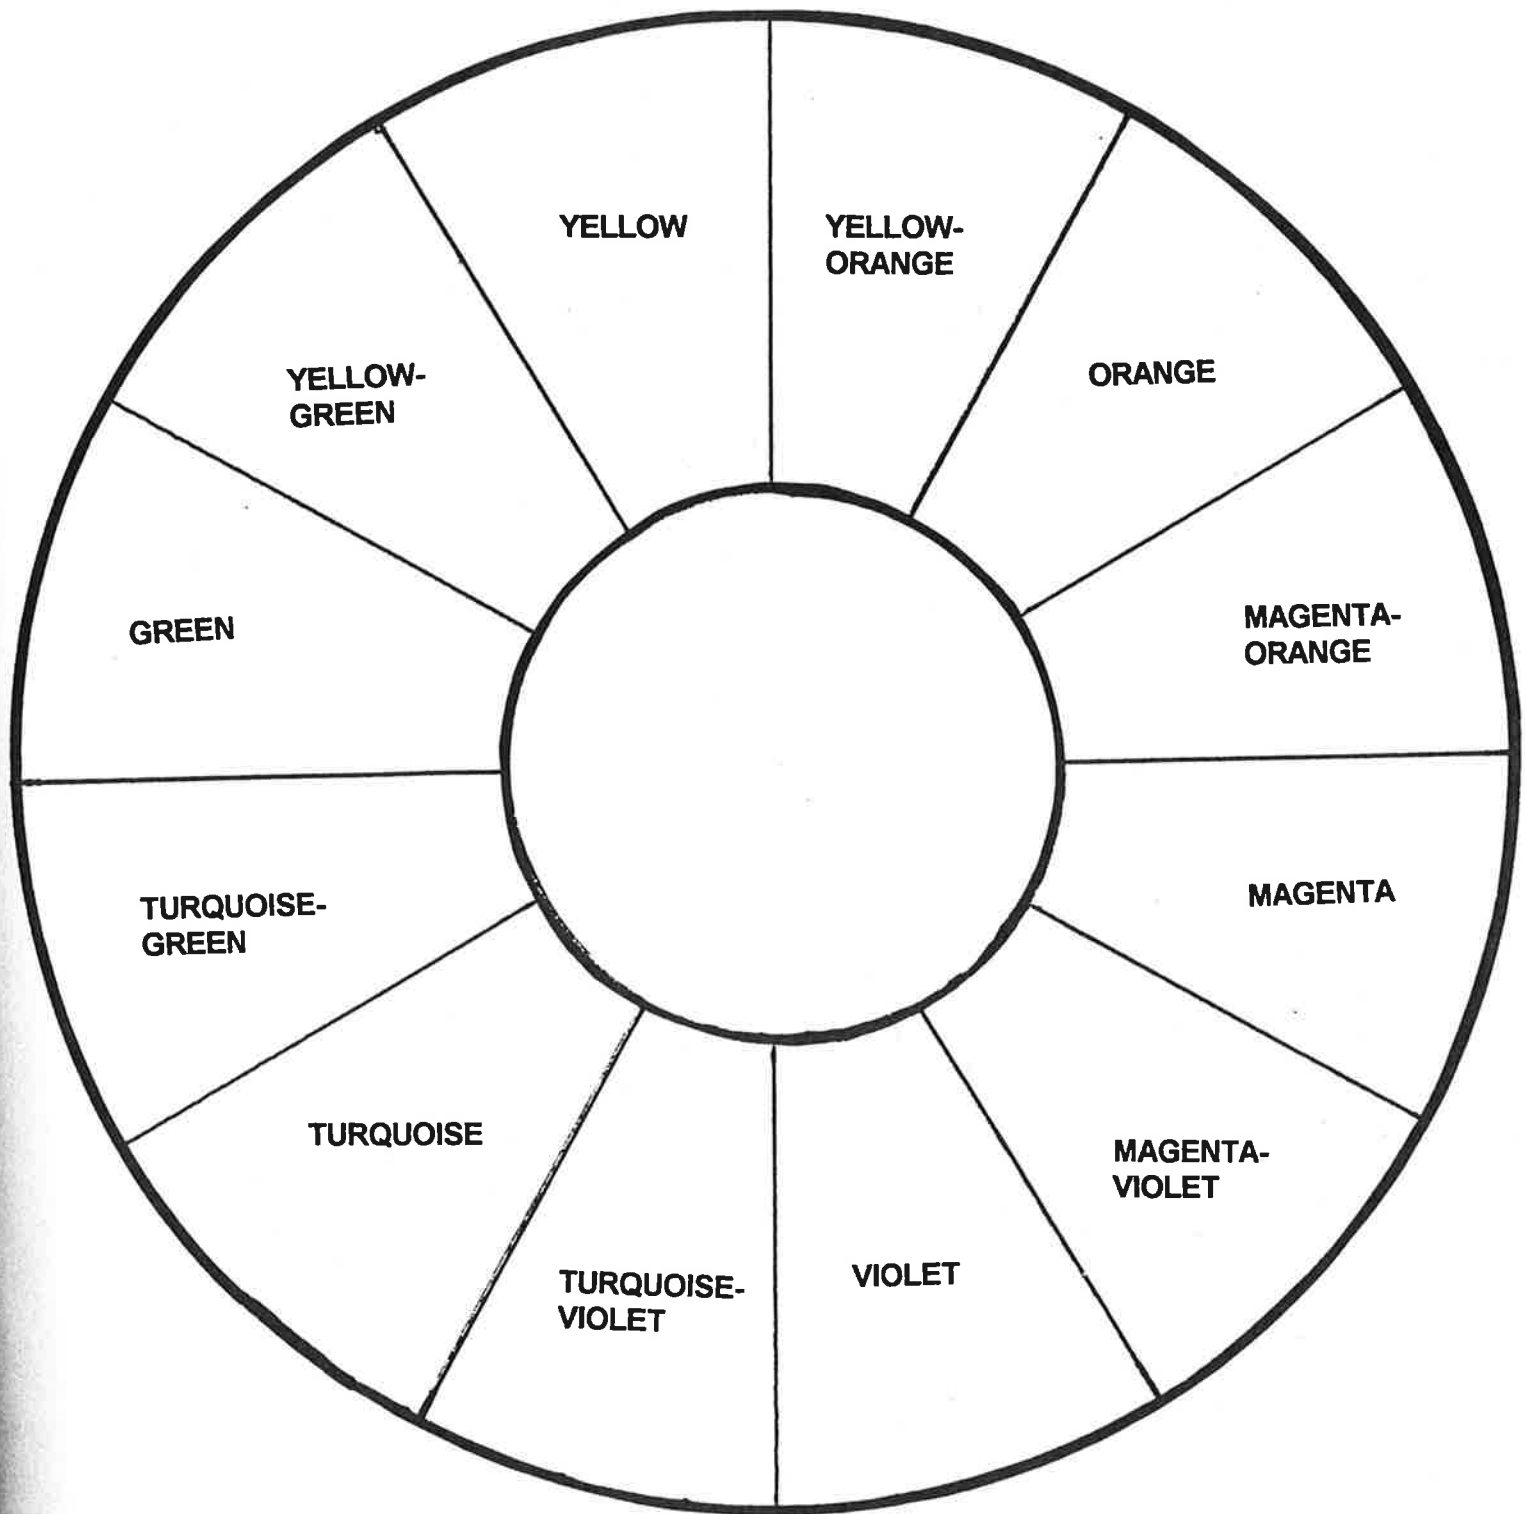 YELLOW
YELLOW-
ORANGE
ORANGE
MAGENTA-
ORANGE
MAGENTA
MAGENTA-
VIOLET
VIOLET
TURQUOISE-
VIOLET
TURQUOISE
TURQUOISE-
GREEN
GREEN
YELLOW-
GREEN